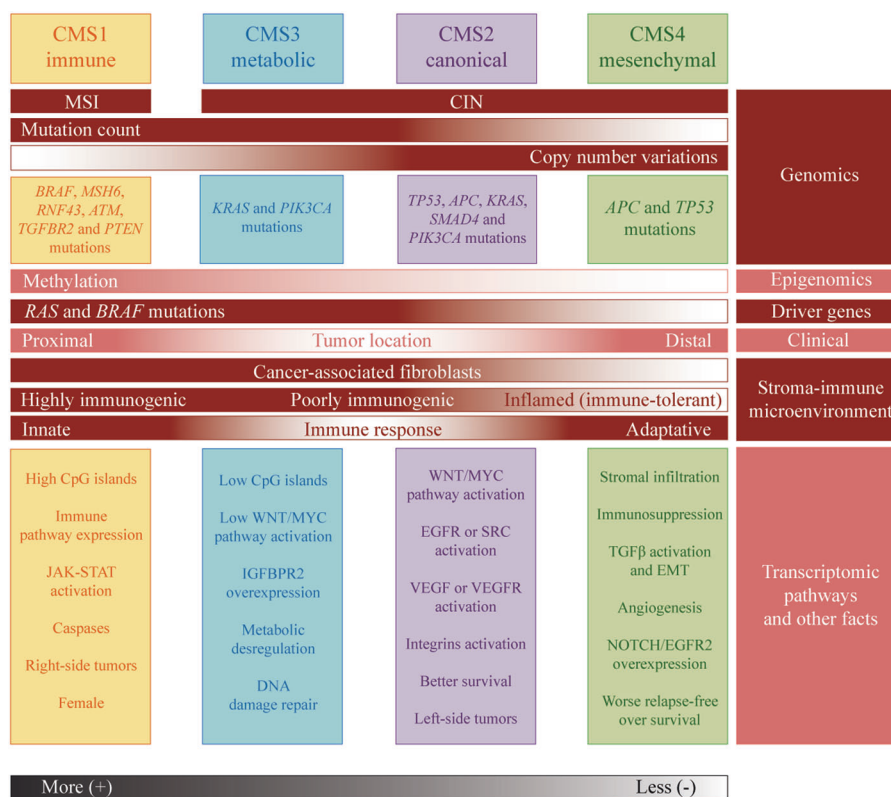 CMS1
immune
CMS3
metabolic
CMS2
canonical
CMS4
mesenchymal
MSI
CIN
Mutation count
Copy number variations
Genomics
BRAF, MSH6,
RNF43, ATM,
TGFBR2 and PTEN
mutations
KRAS and PIK3CA
mutations
TP53, APC, KRAS,
SMAD4 and
PIK3CA mutations
APC and TP53
mutations
Methylation
Epigenomics
RAS and BRAF mutations
Driver genes
Proximal
Tumor location
Distal
Clinical
Cancer-associated fibroblasts
Highly immunogenic
Poorly immunogenic
Inflamed (immune-tolerant)
Innate
Immune response
Adaptative
Stroma-immune
microenvironment
High CpG islands
Immune
pathway expression
JAK-STAT
activation
Caspases
Right-side tumors
Female
Low CpG islands
Low WNT/MYC
pathway activation
IGFBPR2
overexpression
Metabolic
desregulation
DNA
damage repair
WNT/MYC
pathway activation
EGFR or SRC
activation
VEGF or VEGFR
activation
Integrins activation
Better survival
Left-side tumors
Stromal infiltration
Immunosuppression
TGFβ activation
and EMT
Angiogenesis
NOTCH/EGFR2
overexpression
Worse relapse-free
over survival
Transcriptomic
pathways
and other facts
More (+)
Less (-)